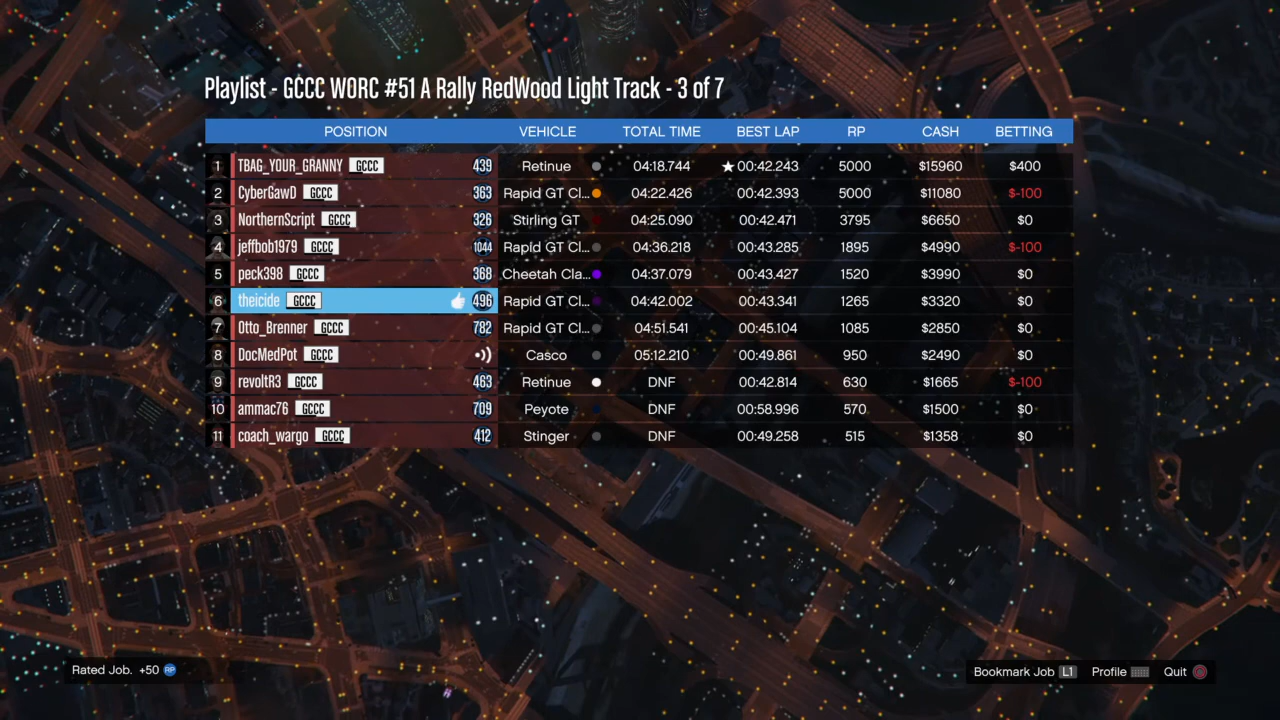 Playlist - GCCC WORC #51 A Rally RedWood Light Track - 3 of 7
POSITION VEHICLE TOTAL TIME BEST LAP RP CASH BETTING
1 TBAG_YOUR_GRANNY GCCC 439 Retinue 04:18.744 ★ 00:42.243 5000 $15960 $400
2 CyberGawD GCCC 363 Rapid GT Cl... 04:22.426 00:42.393 5000 $11080 $-100
3 NorthernScript GCCC 326 Stirling GT 04:25.090 00:42.471 3795 $6650 $0
4 jeffbob1979 GCCC 1044 Rapid GT Cl... 04:36.218 00:43.285 1895 $4990 $-100
5 peck398 GCCC 368 Cheetah Cla... 04:37.079 00:43.427 1520 $3990 $0
6 theicide GCCC 496 Rapid GT Cl... 04:42.002 00:43.341 1265 $3320 $0
7 Otto_Brenner GCCC 782 Rapid GT Cl... 04:51.541 00:45.104 1085 $2850 $0
8 DocMedPot GCCC Casco 05:12.210 00:49.861 950 $2490 $0
9 revoltR3 GCCC 463 Retinue DNF 00:42.814 630 $1665 $-100
10 ammac76 GCCC 709 Peyote DNF 00:58.996 570 $1500 $0
11 coach_wargo GCCC 412 Stinger DNF 00:49.258 515 $1358 $0
Rated Job. +50 RP
Bookmark Job L1 Profile Quit